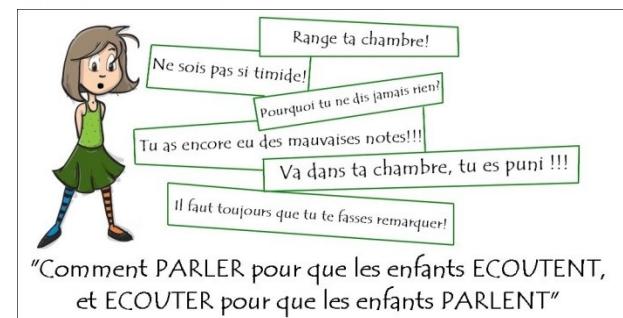 Range ta chambre!
Ne sois pas si timide!
Pourquoi tu ne dis jamais rien?
Tu as encore eu des mauvaises notes!!!
Va dans ta chambre, tu es puni !!!
Il faut toujours que tu te fasses remarquer!
"Comment PARLER pour que les enfants ECOUTENT,
et ECOUTER pour que les enfants PARLENT"